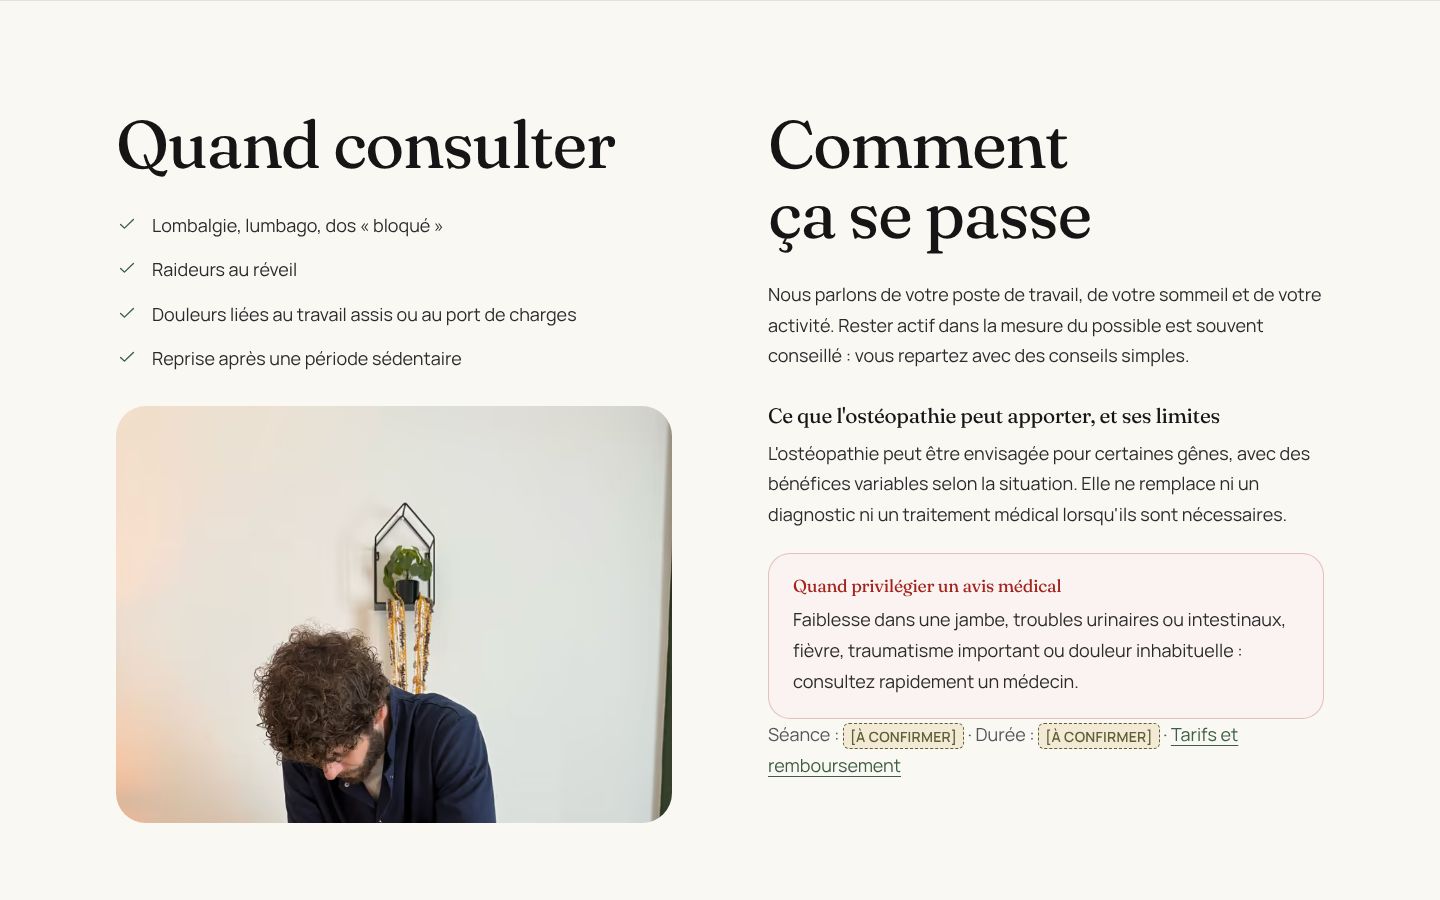 Quand consulter
Lombalgie, lumbago, dos « bloqué »
Raideurs au réveil
Douleurs liées au travail assis ou au port de charges
Reprise après une période sédentaire
Comment
ça se passe
Nous parlons de votre poste de travail, de votre sommeil et de votre
activité. Rester actif dans la mesure du possible est souvent
conseillé : vous repartez avec des conseils simples.
Ce que l'ostéopathie peut apporter, et ses limites
L'ostéopathie peut être envisagée pour certaines gênes, avec des
bénéfices variables selon la situation. Elle ne remplace ni un
diagnostic ni un traitement médical lorsqu'ils sont nécessaires.
Quand privilégier un avis médical
Faiblesse dans une jambe, troubles urinaires ou intestinaux,
fièvre, traumatisme important ou douleur inhabituelle :
consultez rapidement un médecin.
Séance : [À CONFIRMER] · Durée : [À CONFIRMER] · Tarifs et
remboursement